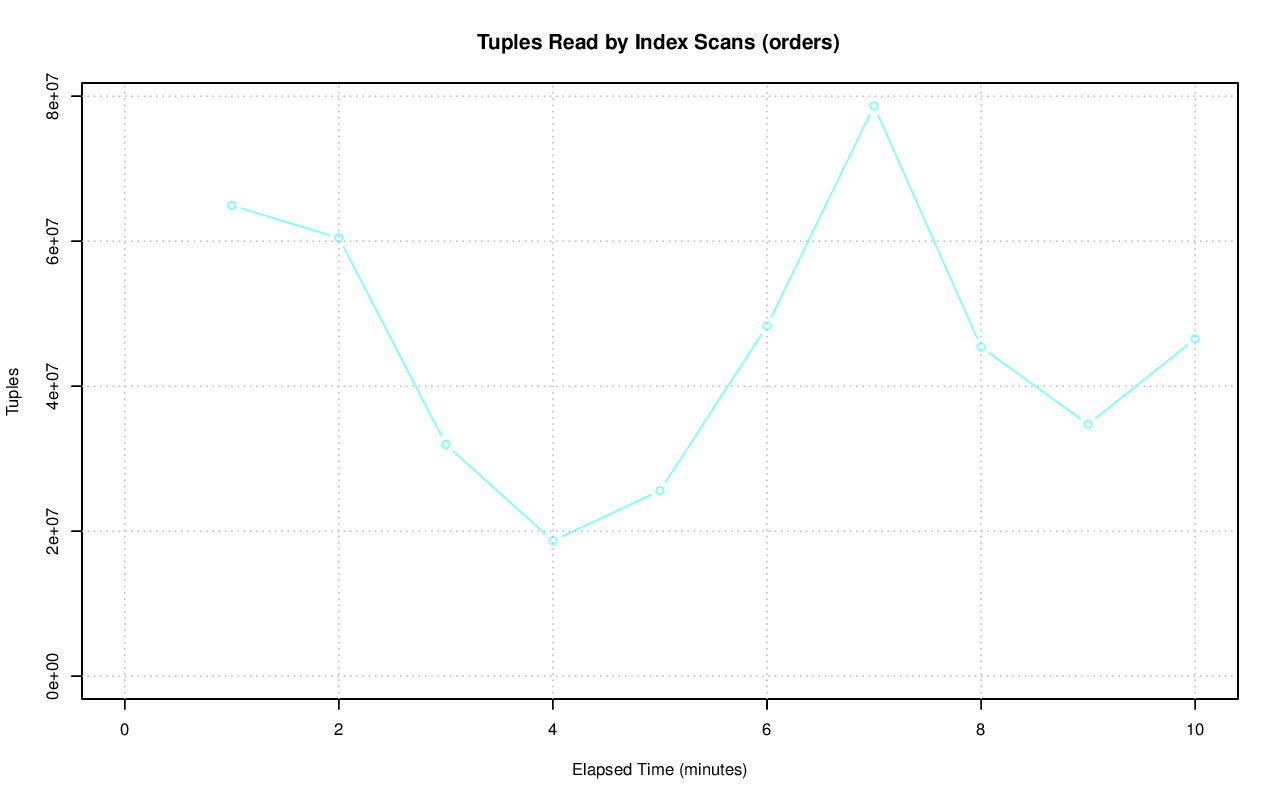 Tuples Read by Index Scans (orders)
8e+07
6e+07
4e+07
2e+07
0e+00
Tuples
0 2 4 6 8 10
Elapsed Time (minutes)